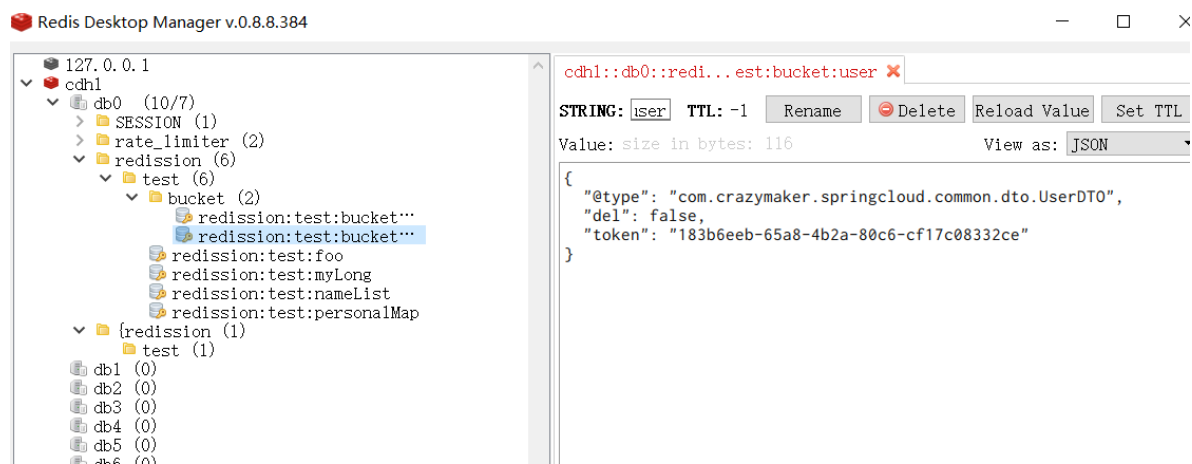 Redis Desktop Manager v.0.8.8.384
127.0.0.1
cdh1
db0 (10/7)
SESSION (1)
rate_limiter (2)
redission (6)
test (6)
bucket (2)
redission:test:bucket…
redission:test:bucket…
redission:test:foo
redission:test:myLong
redission:test:nameList
redission:test:personalMap
{redission (1)
test (1)
db1 (0)
db2 (0)
db3 (0)
db4 (0)
db5 (0)
db6 (0)
cdh1::db0::redi...est:bucket:user
STRING: user TTL: -1 Rename Delete Reload Value Set TTL
Value: size in bytes: 116 View as: JSON
{
"@type": "com.crazymaker.springcloud.common.dto.UserDTO",
"del": false,
"token": "183b6eeb-65a8-4b2a-80c6-cf17c08332ce"
}